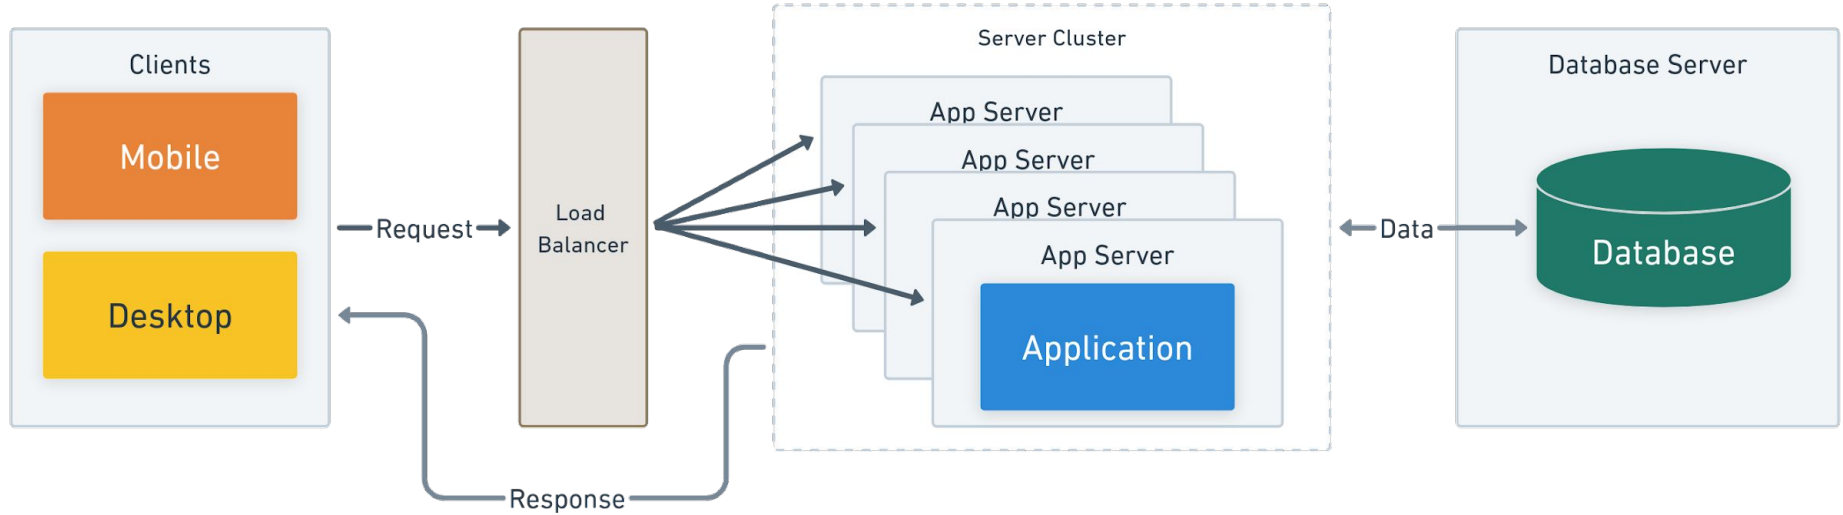 Clients
Mobile
Desktop
Request
Load
Balancer
Response
Server Cluster
App Server
App Server
App Server
App Server
Application
Data
Database Server
Database